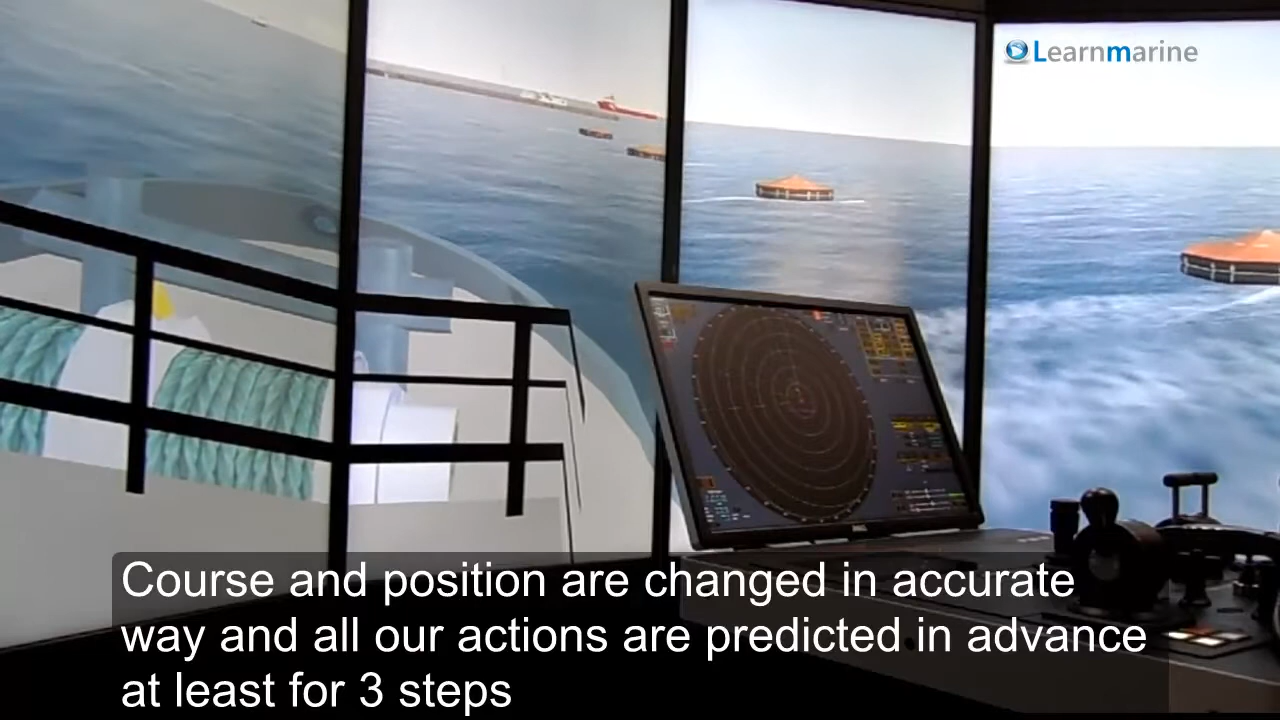 Learnmarine
Course and position are changed in accurate
way and all our actions are predicted in advance
at least for 3 steps